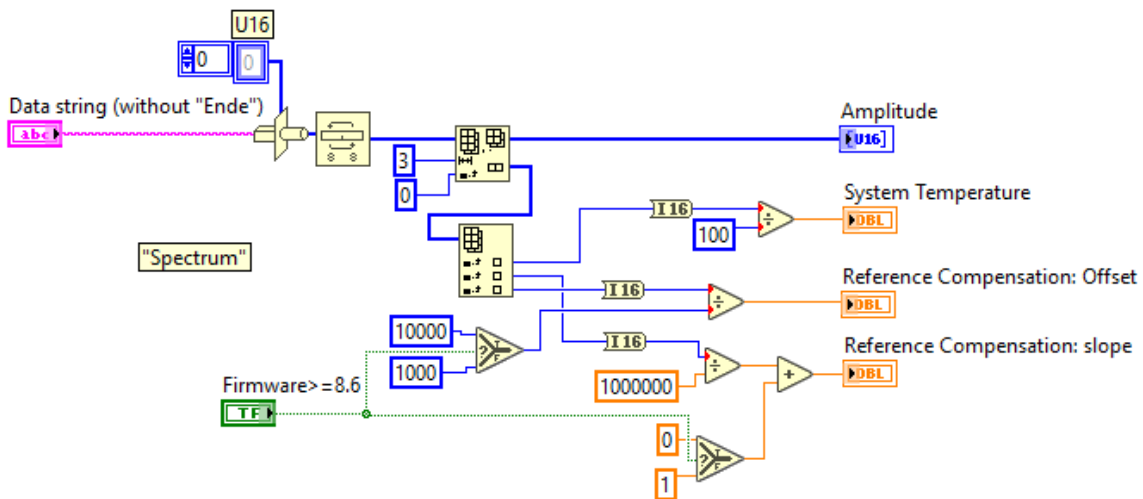 U16
0
0
Data string (without "Ende")
abc
Amplitude
[U16]
3
0
System Temperature
I16
100
DBL
"Spectrum"
Reference Compensation: Offset
I16
DBL
10000
1000
I16
Reference Compensation: slope
1000000
DBL
Firmware>=8.6
TF
?
T
F
0
1
?
T
F